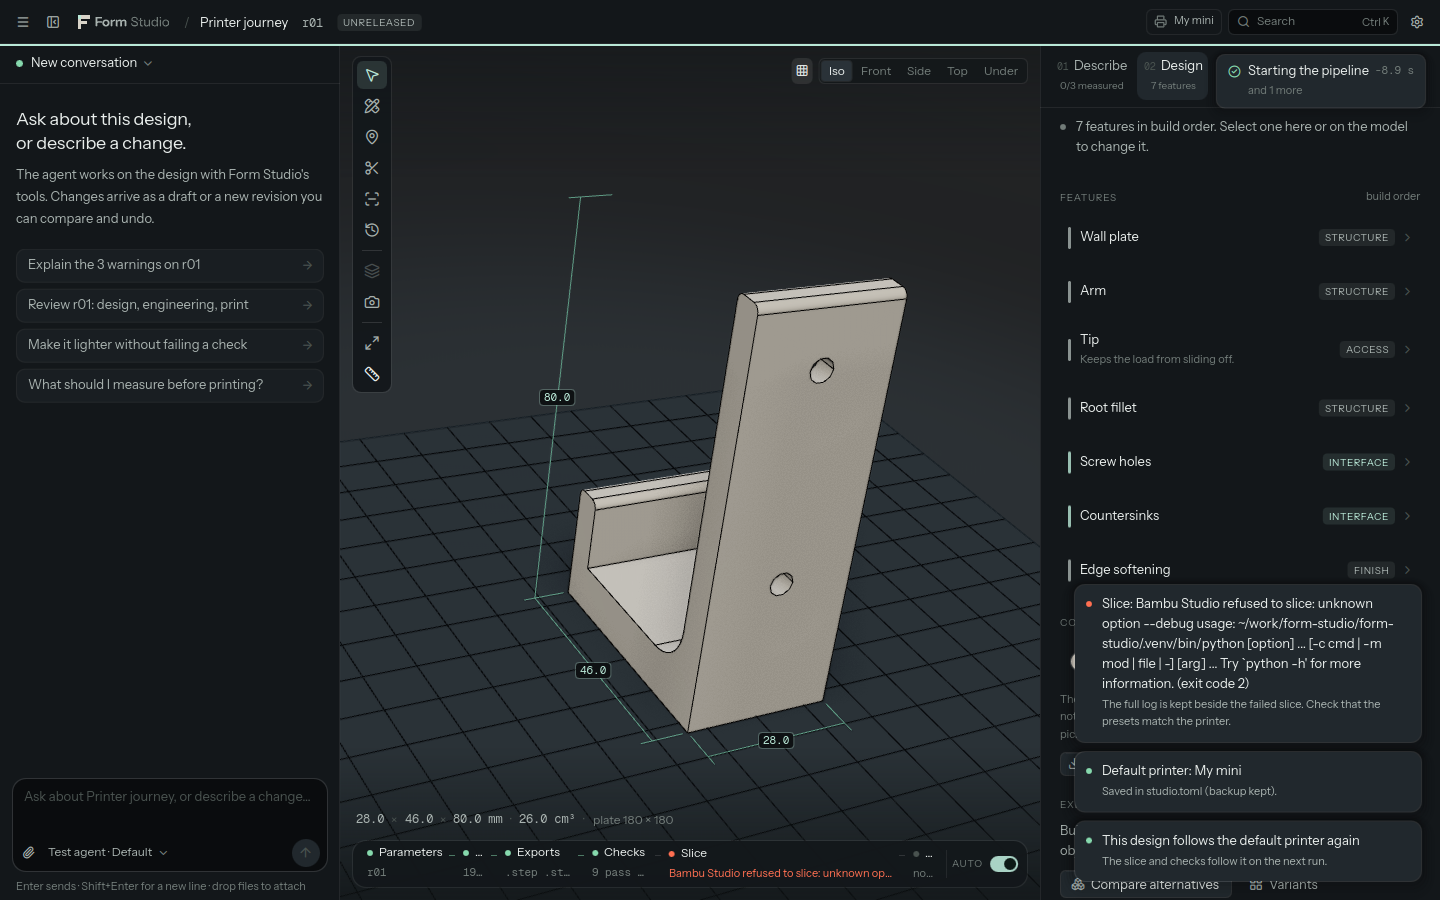 Form Studio / Printer journey r01 UNRELEASED My mini Search Ctrl K
New conversation
Ask about this design,
or describe a change.
The agent works on the design with Form Studio's
tools. Changes arrive as a draft or a new revision you
can compare and undo.
Explain the 3 warnings on r01
Review r01: design, engineering, print
Make it lighter without failing a check
What should I measure before printing?
Ask about Printer journey, or describe a change...
Test agent · Default
Enter sends · Shift+Enter for a new line · drop files to attach
Iso Front Side Top Under
80.0
46.0
28.0
28.0 × 46.0 × 80.0 mm · 26.0 cm³ · plate 180 × 180
Parameters … … … Exports … Checks … Slice … …
r01 19… .step .st… 9 pass … Bambu Studio refused to slice: unknown op… no…
AUTO
01 Describe
0/3 measured
02 Design
7 features
Starting the pipeline -8.9 s
and 1 more
7 features in build order. Select one here or on the model
to change it.
FEATURES build order
Wall plate STRUCTURE
Arm STRUCTURE
Tip
Keeps the load from sliding off.
ACCESS
Root fillet STRUCTURE
Screw holes INTERFACE
Countersinks INTERFACE
Edge softening FINISH
Slice: Bambu Studio refused to slice: unknown
option --debug usage: ~/work/form-studio/form-
studio/.venv/bin/python [option] ... [-c cmd | -m
mod | file | -] [arg] ... Try `python -h' for more
information. (exit code 2)
The full log is kept beside the failed slice. Check that the
presets match the printer.
Default printer: My mini
Saved in studio.toml (backup kept).
This design follows the default printer again
The slice and checks follow it on the next run.
Compare alternatives Variants